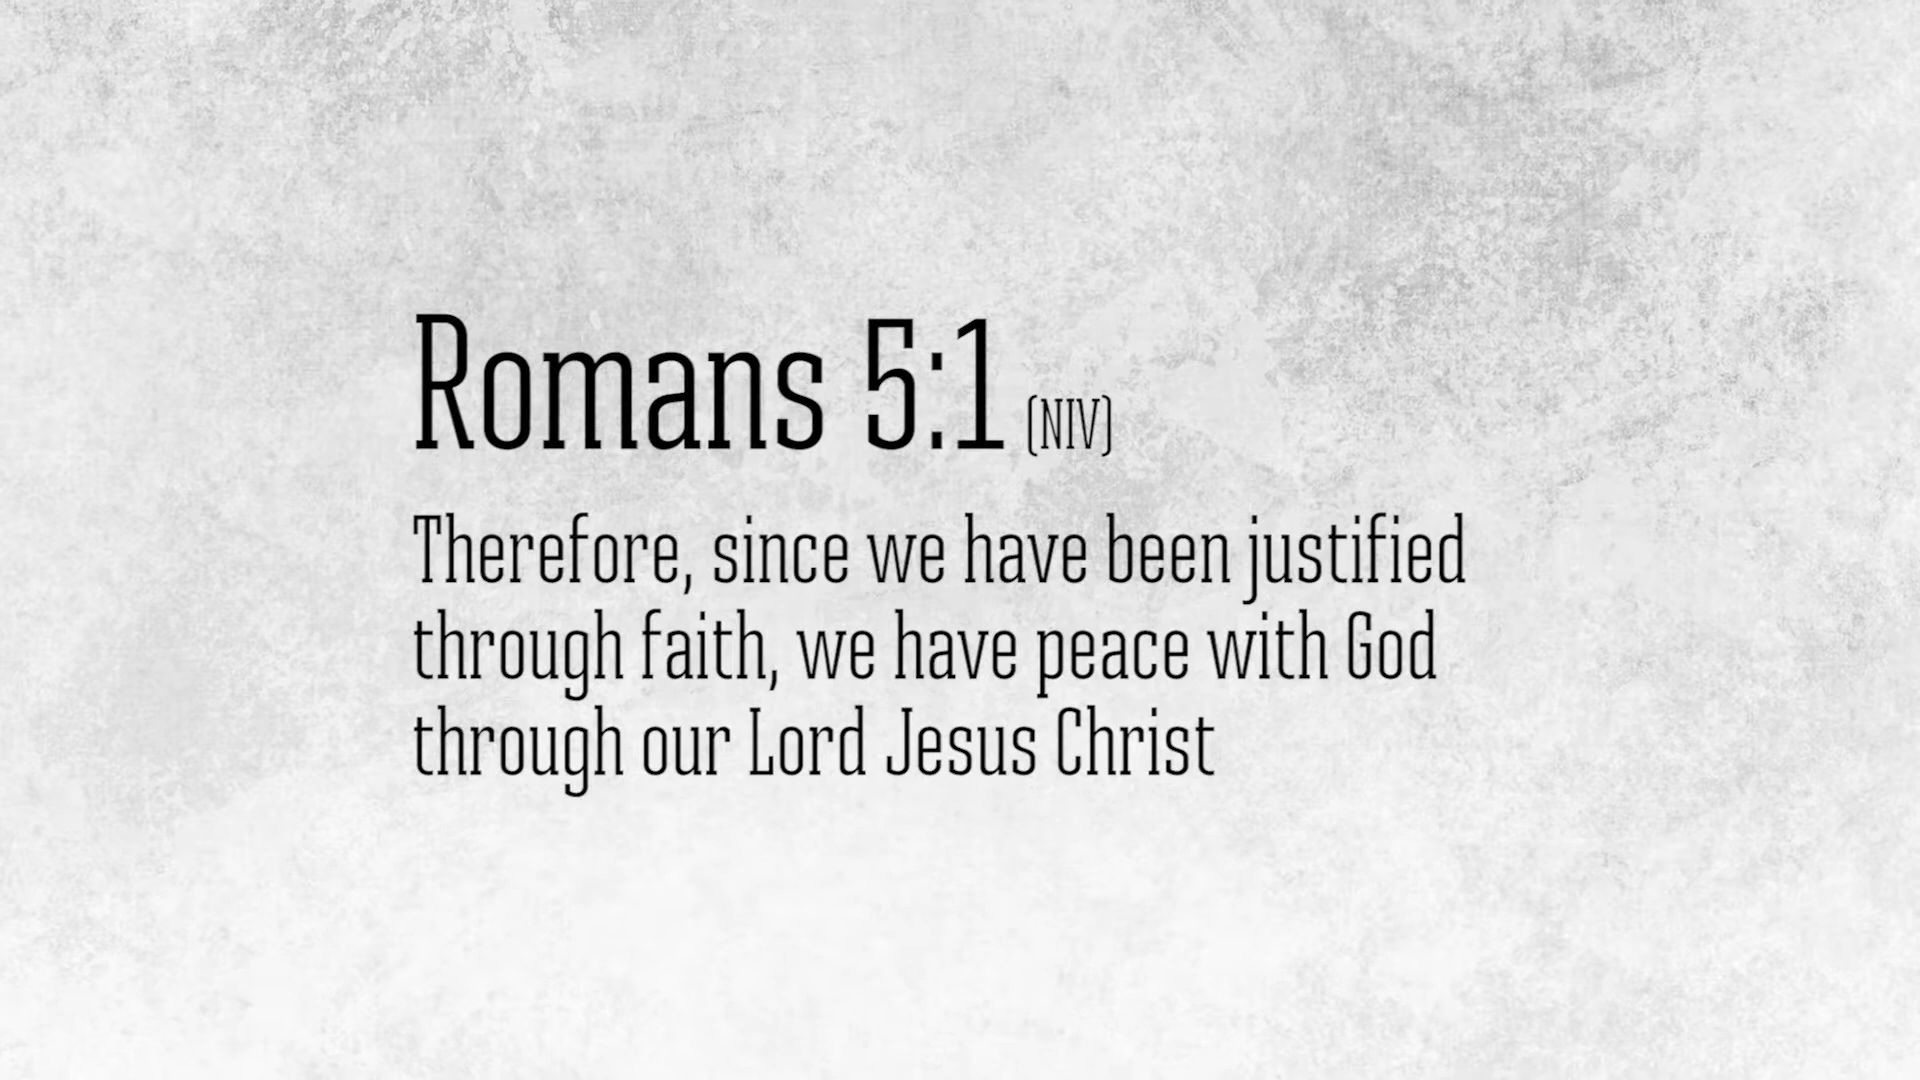 Romans 5:1 (NIV)
Therefore, since we have been justified
through faith, we have peace with God
through our Lord Jesus Christ